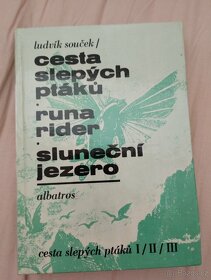 ludvík souček/
cesta
slepých
ptáků
runa
rider
sluneční
jezero
albatros
cesta slepých ptáků I/II/III